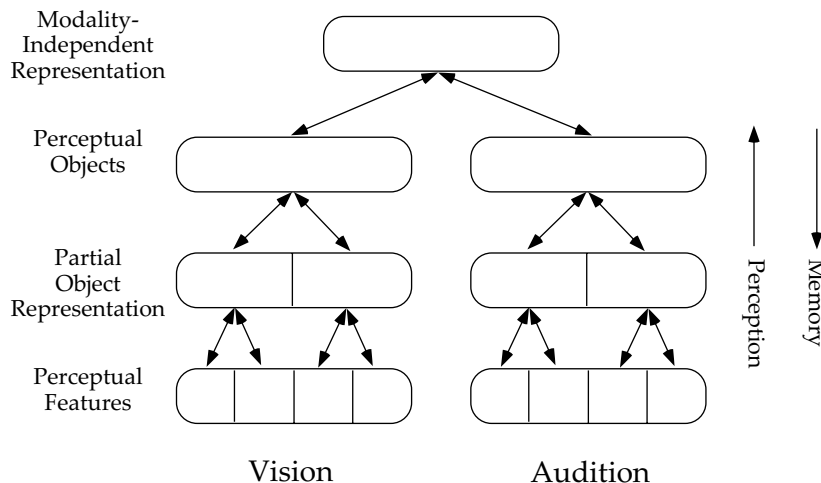 Modality-
Independent
Representation
Perceptual
Objects
Partial
Object
Representation
Perceptual
Features
Vision
Audition
Perception
Memory